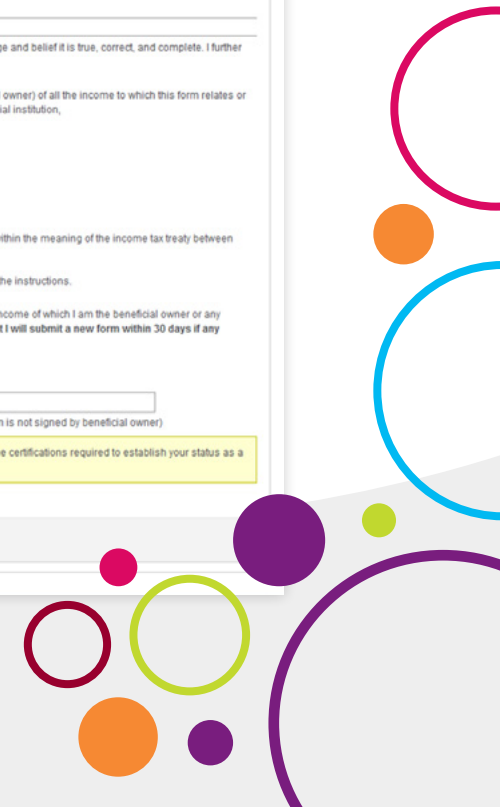 ge and belief it is true, correct, and complete. I further
owner) of all the income to which this form relates or
ial institution,
ithin the meaning of the income tax treaty between
he instructions.
ncome of which I am the beneficial owner or any
t I will submit a new form within 30 days if any
n is not signed by beneficial owner)
e certifications required to establish your status as a